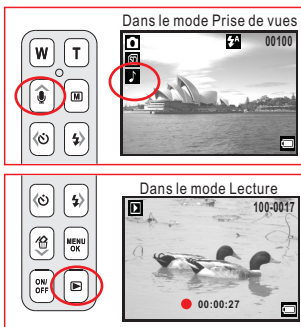 Dans le mode Prise de vues
W T
00100
A
M
Dans le mode Lecture
100-0017
MENU
OK
ON/
OFF
00:00:27